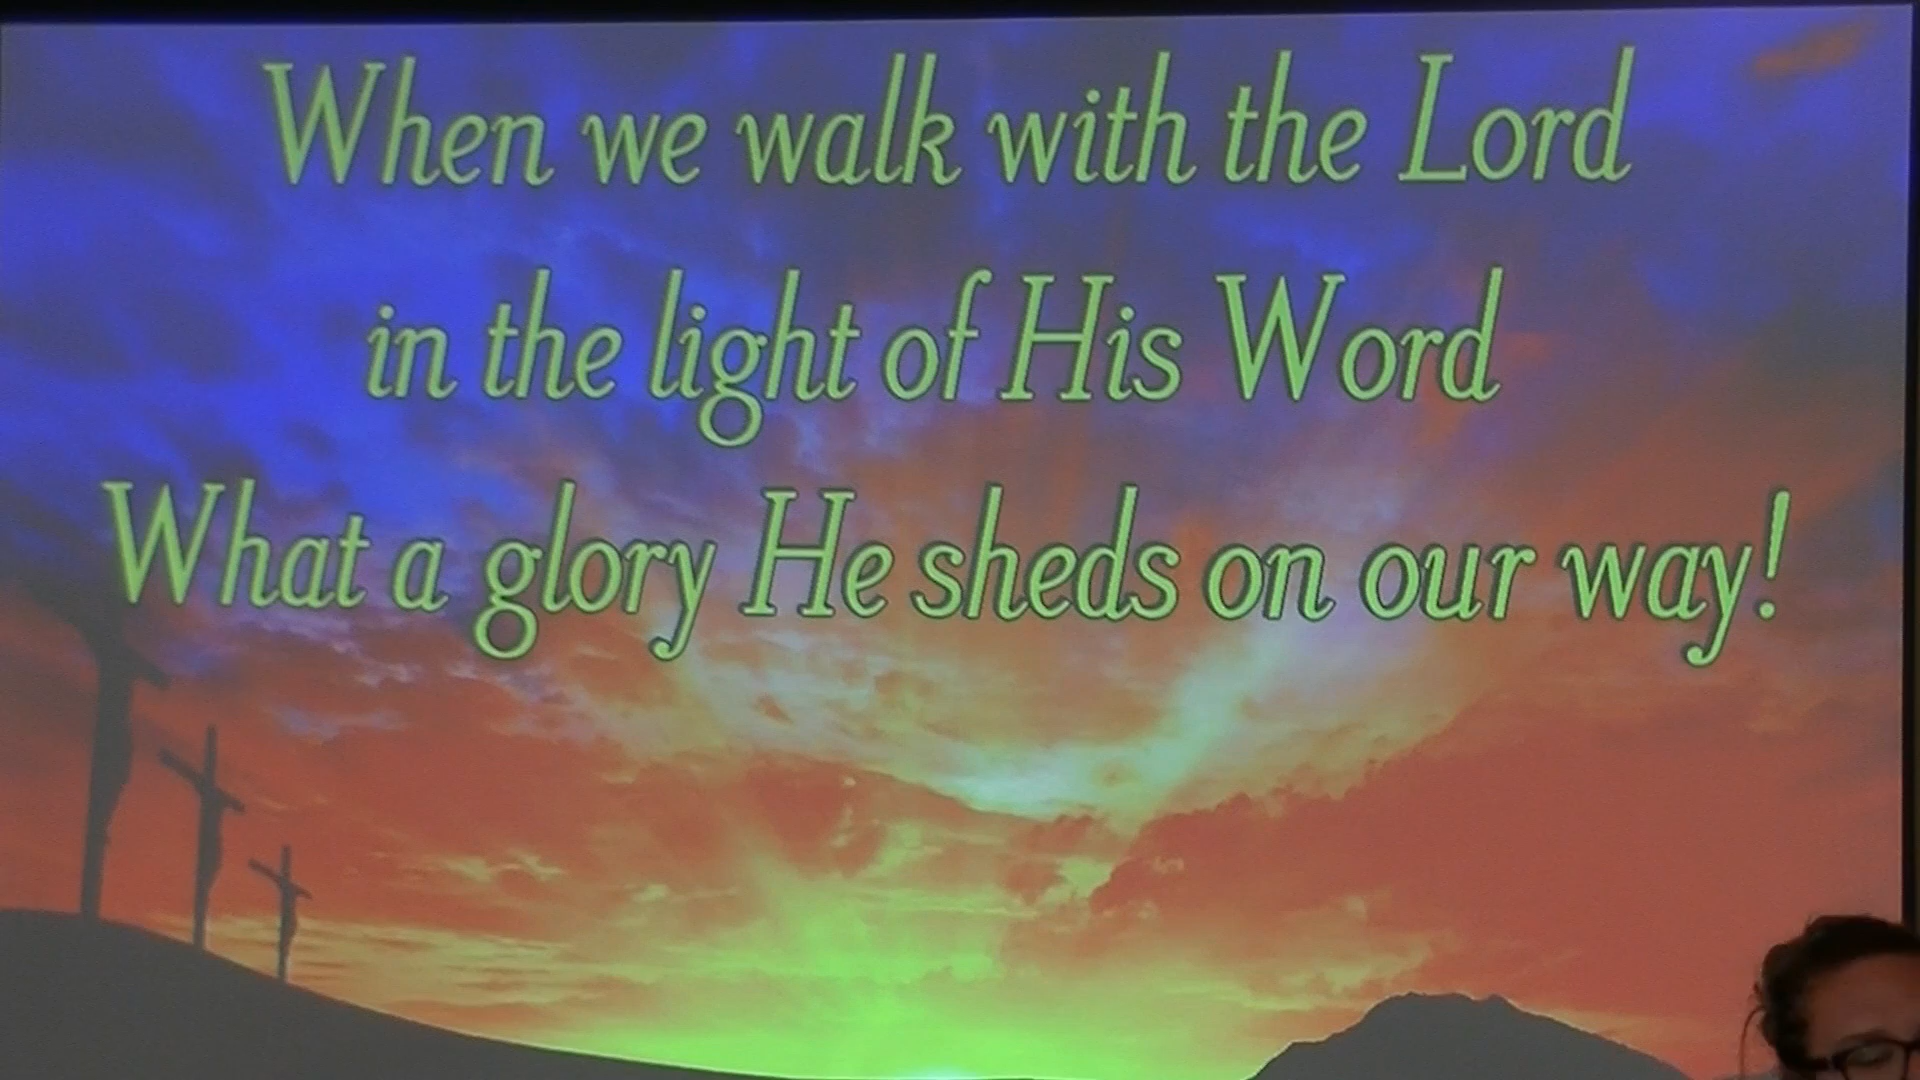 When we walk with the Lord
in the light of His Word
What a glory He sheds on our way!